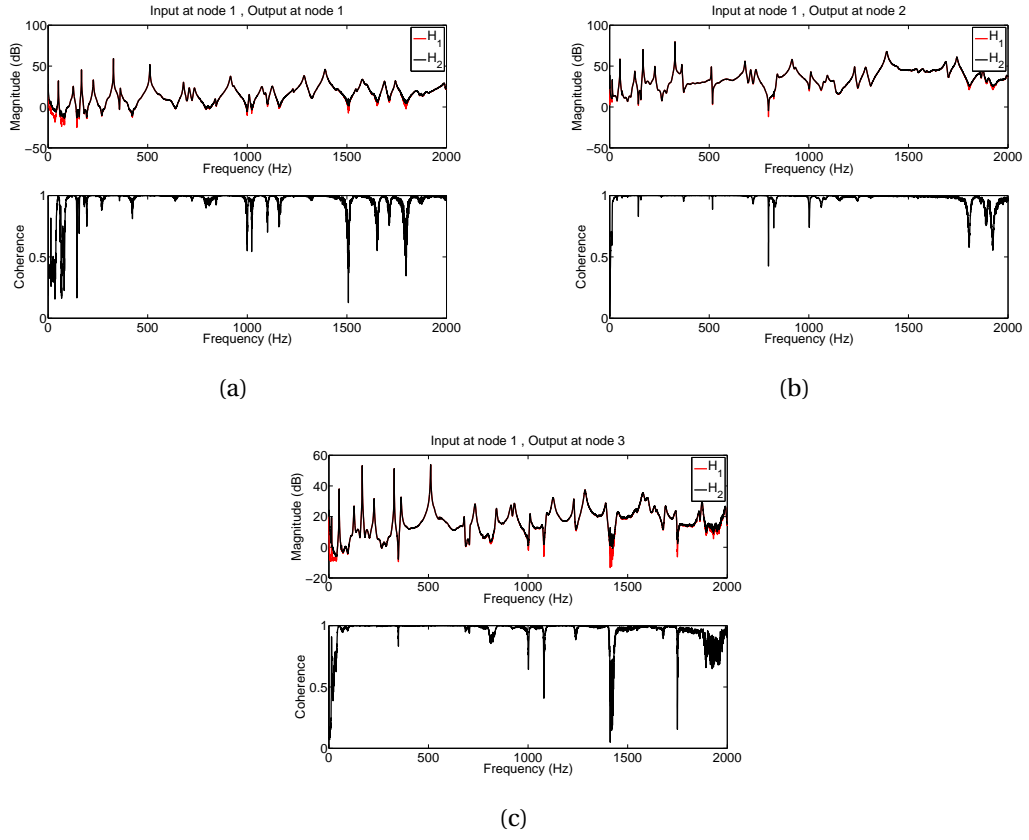 Input at node 1 , Output at node 1
Magnitude (dB)
100
50
0
−50
H1
H2
0 500 1000 1500 2000
Frequency (Hz)
Coherence
1
0.5
0
0 500 1000 1500 2000
Frequency (Hz)
(a)
Input at node 1 , Output at node 2
Magnitude (dB)
100
50
0
−50
H1
H2
0 500 1000 1500 2000
Frequency (Hz)
Coherence
1
0.5
0
0 500 1000 1500 2000
Frequency (Hz)
(b)
Input at node 1 , Output at node 3
Magnitude (dB)
60
40
20
0
−20
H1
H2
0 500 1000 1500 2000
Frequency (Hz)
Coherence
1
0.5
0
0 500 1000 1500 2000
Frequency (Hz)
(c)